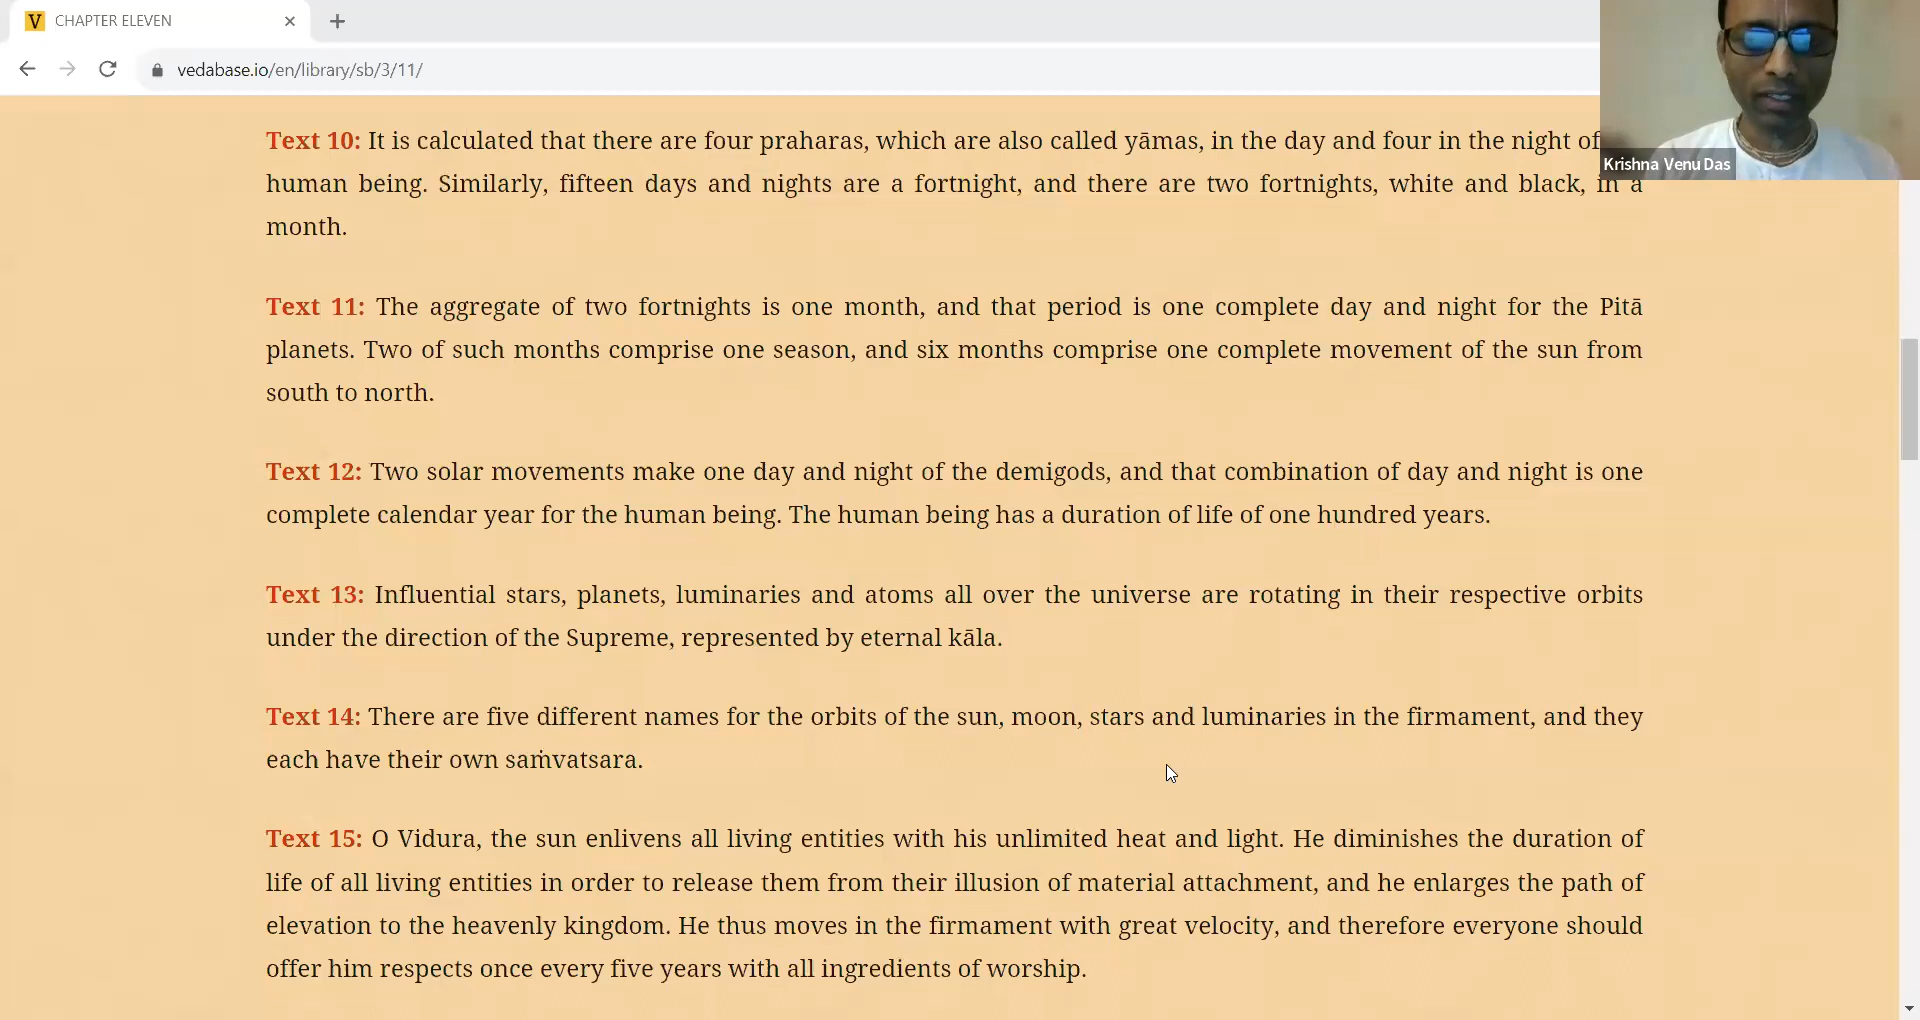 V CHAPTER ELEVEN
vedabase.io/en/library/sb/3/11/
Krishna Venu Das
Text 10: It is calculated that there are four praharas, which are also called yāmas, in the day and four in the night of
human being. Similarly, fifteen days and nights are a fortnight, and there are two fortnights, white and black, in a
month.
Text 11: The aggregate of two fortnights is one month, and that period is one complete day and night for the Pitā
planets. Two of such months comprise one season, and six months comprise one complete movement of the sun from
south to north.
Text 12: Two solar movements make one day and night of the demigods, and that combination of day and night is one
complete calendar year for the human being. The human being has a duration of life of one hundred years.
Text 13: Influential stars, planets, luminaries and atoms all over the universe are rotating in their respective orbits
under the direction of the Supreme, represented by eternal kāla.
Text 14: There are five different names for the orbits of the sun, moon, stars and luminaries in the firmament, and they
each have their own saṁvatsara.
Text 15: O Vidura, the sun enlivens all living entities with his unlimited heat and light. He diminishes the duration of
life of all living entities in order to release them from their illusion of material attachment, and he enlarges the path of
elevation to the heavenly kingdom. He thus moves in the firmament with great velocity, and therefore everyone should
offer him respects once every five years with all ingredients of worship.